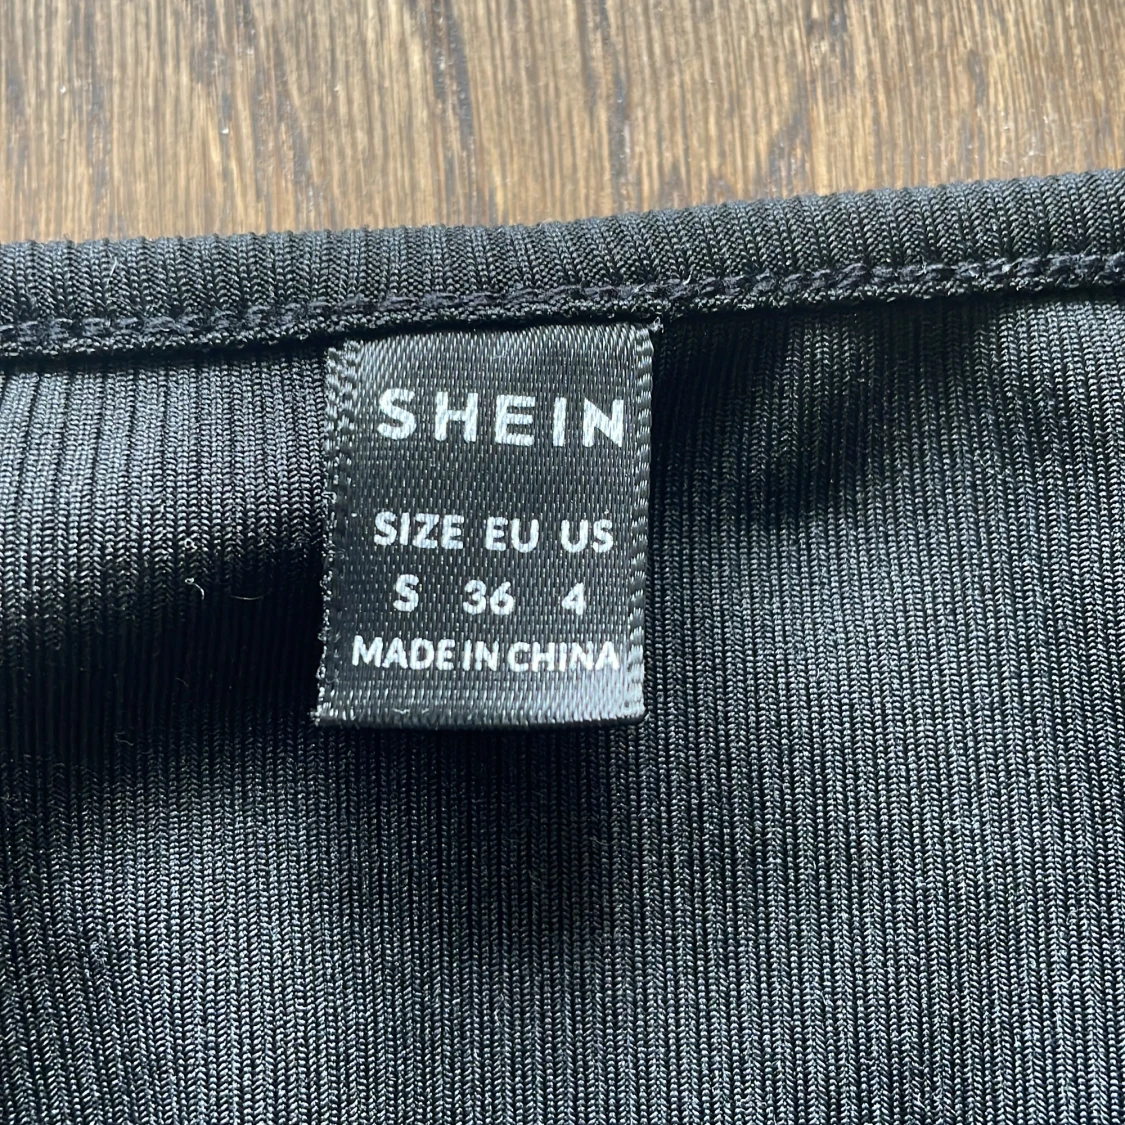 SHEIN
SIZE EU US
S 36 4
MADE IN CHINA